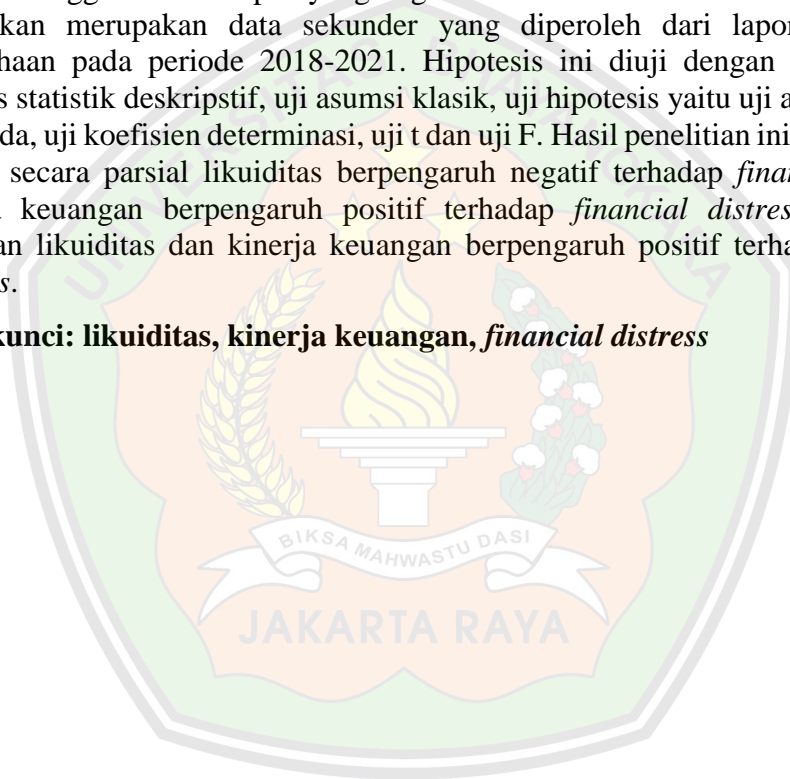 kan merupakan data sekunder yang diperoleh dari lapor
haan pada periode 2018-2021. Hipotesis ini diuji dengan
s statistik deskripstif, uji asumsi klasik, uji hipotesis yaitu uji a
da, uji koefisien determinasi, uji t dan uji F. Hasil penelitian ini
secara parsial likuiditas berpengaruh negatif terhadap finan
keuangan berpengaruh positif terhadap financial distres
an likuiditas dan kinerja keuangan berpengaruh positif terha
s.
kunci: likuiditas, kinerja keuangan, financial distress
UNIVERSITAS BHAYANGKARA
BIKSA MAHWASTU DASI
JAKARTA RAYA